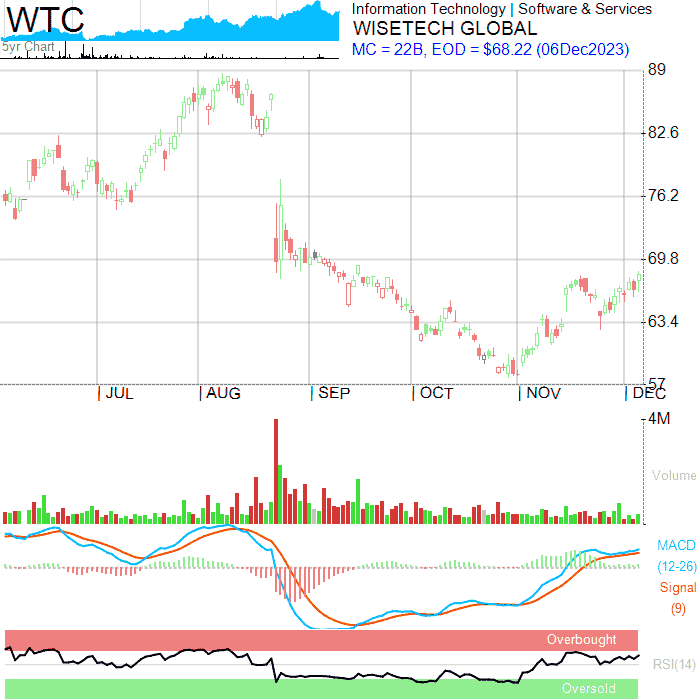 WTC
5yr Chart
Information Technology | Software & Services
WISETECH GLOBAL
MC = 22B, EOD = $68.22 (06Dec2023)
89
82.6
76.2
69.8
63.4
57
JUL
AUG
SEP
OCT
NOV
DEC
4M
Volume
MACD
(12-26)
Signal
(9)
Overbought
RSI(14)
Oversold